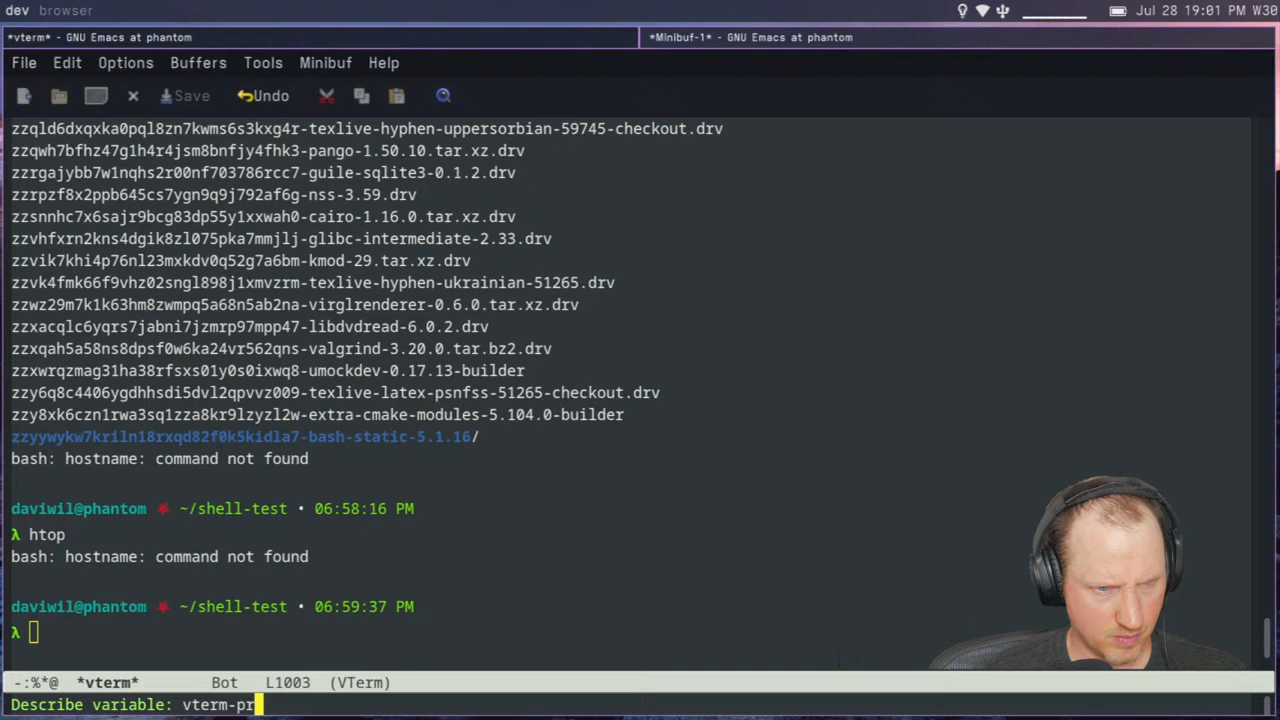 dev browser
Jul 28 19:01 PM W30
*vterm* - GNU Emacs at phantom
*Minibuf-1* - GNU Emacs at phantom
File Edit Options Buffers Tools Minibuf Help
Save Undo
zzqld6dxqxka0pql8zn7kwms6s3kxg4r-texlive-hyphen-uppersorbian-59745-checkout.drv
zzqwh7bfhz47g1h4r4jsm8bnfjy4fhk3-pango-1.50.10.tar.xz.drv
zzrgajybb7w1nqhs2r00nf703786rcc7-guile-sqlite3-0.1.2.drv
zzrpzf8x2ppb645cs7ygn9q9j792af6g-nss-3.59.drv
zzsnnhc7x6sajr9bcg83dp55y1xxwah0-cairo-1.16.0.tar.xz.drv
zzvhfxrn2kns4dgik8zl075pka7mmjlj-glibc-intermediate-2.33.drv
zzvik7khi4p76nl23mxkdv0q52g7a6bm-kmod-29.tar.xz.drv
zzvk4fmk66f9vhz02sngl898j1xmvzrm-texlive-hyphen-ukrainian-51265.drv
zzwz29m7k1k63hm8zwmpq5a68n5ab2na-virglrenderer-0.6.0.tar.xz.drv
zzxacqlc6yqrs7jabni7jzmrp97mpp47-libdvdread-6.0.2.drv
zzxqah5a58ns8dpsf0w6ka24vr562qns-valgrind-3.20.0.tar.bz2.drv
zzxwrqzmag31ha38rfsxs01y0s0ixwq8-umockdev-0.17.13-builder
zzy6q8c4406ygdhhsdi5dvl2qpvvz009-texlive-latex-psnfss-51265-checkout.drv
zzy8xk6czn1rwa3sq1zza8kr9lzyzl2w-extra-cmake-modules-5.104.0-builder
zzyywykw7kriln18rxqd82f0k5kidla7-bash-static-5.1.16/
bash: hostname: command not found
daviwil@phantom ~/shell-test • 06:58:16 PM
λ htop
bash: hostname: command not found
daviwil@phantom ~/shell-test • 06:59:37 PM
λ
-:%*@ *vterm* Bot L1003 (VTerm)
Describe variable: vterm-pr